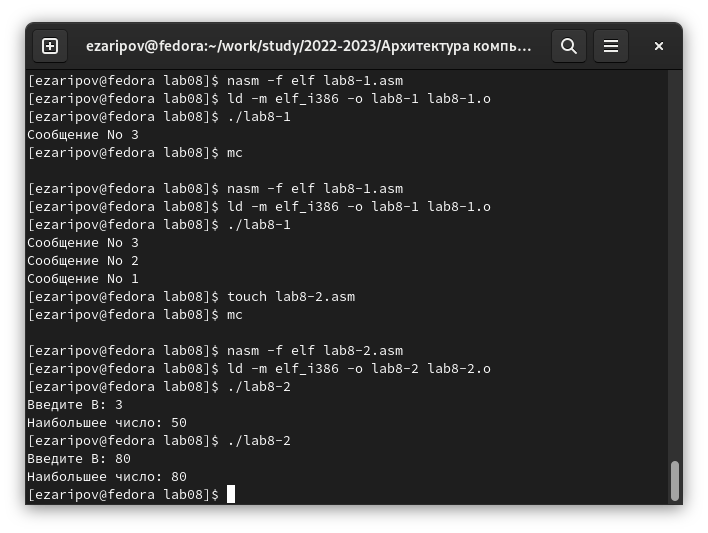 ezaripov@fedora:~/work/study/2022-2023/Архитектура компь...
[ezaripov@fedora lab08]$ nasm -f elf lab8-1.asm
[ezaripov@fedora lab08]$ ld -m elf_i386 -o lab8-1 lab8-1.o
[ezaripov@fedora lab08]$ ./lab8-1
Сообщение No 3
[ezaripov@fedora lab08]$ mc
[ezaripov@fedora lab08]$ nasm -f elf lab8-1.asm
[ezaripov@fedora lab08]$ ld -m elf_i386 -o lab8-1 lab8-1.o
[ezaripov@fedora lab08]$ ./lab8-1
Сообщение No 3
Сообщение No 2
Сообщение No 1
[ezaripov@fedora lab08]$ touch lab8-2.asm
[ezaripov@fedora lab08]$ mc
[ezaripov@fedora lab08]$ nasm -f elf lab8-2.asm
[ezaripov@fedora lab08]$ ld -m elf_i386 -o lab8-2 lab8-2.o
[ezaripov@fedora lab08]$ ./lab8-2
Введите В: 3
Наибольшее число: 50
[ezaripov@fedora lab08]$ ./lab8-2
Введите В: 80
Наибольшее число: 80
[ezaripov@fedora lab08]$